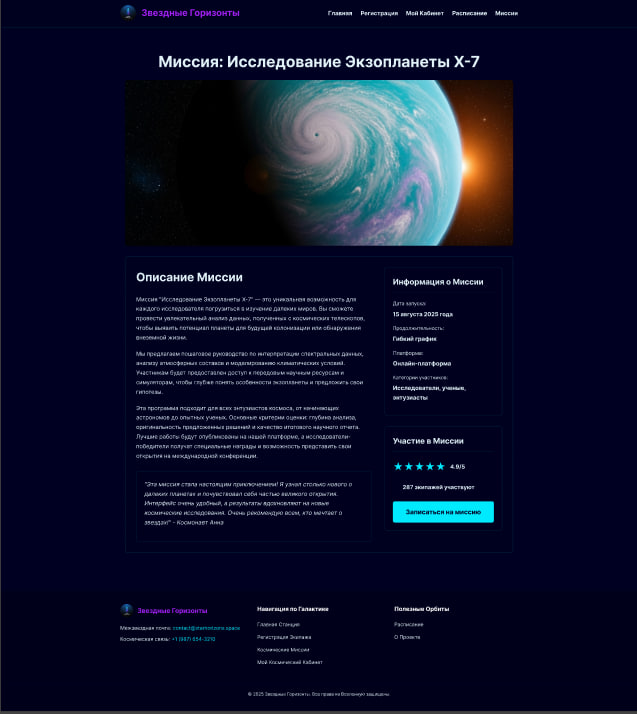 Звездные Горизонты
Главная Регистрация Мой Кабинет Расписание Миссии
Миссия: Исследование Экзопланеты X-7
Описание Миссии
Миссия "Исследование Экзопланеты X-7" — это уникальная возможность для
каждого исследователя погрузиться в изучение далеких миров. Вы сможете
провести увлекательный анализ данных, полученных с космических телескопов,
чтобы выявить потенциал планеты для будущей колонизации или обнаружения
внеземной жизни.
Мы предлагаем пошаговое руководство по интерпретации спектральных данных,
анализу атмосферных составов и моделированию климатических условий.
Участникам будет предоставлен доступ к передовым научным ресурсам и
симуляторам, чтобы глубже понять особенности экзопланеты и предложить свои
гипотезы.
Эта программа подходит для всех энтузиастов космоса, от начинающих
астрономов до опытных ученых. Основные критерии оценки: глубина анализа,
оригинальность предложенных решений и качество итогового научного отчета.
Лучшие работы будут опубликованы на нашей платформе, а исследователи-
победители получат специальные награды и возможность представить свои
открытия на международной конференции.
"Эта миссия стала настоящим приключением! Я узнал столько нового о
далеких планетах и почувствовал себя частью великого открытия.
Интерфейс очень удобный, а результаты вдохновляют на новые
космические исследования. Очень рекомендую всем, кто мечтает о
звездах!" - Космонавт Анна
Информация о Миссии
Дата запуска:
15 августа 2025 года
Продолжительность:
Гибкий график
Платформа:
Онлайн-платформа
Категории участников:
Исследователи, ученые,
энтузиасты
Участие в Миссии
4.9/5
287 экипажей участвуют
Записаться на миссию
Звездные Горизонты
Межзвездная почта: contact@starhorizons.space
Космическая связь: +1 (987) 654-3210
Навигация по Галактике
Главная Станция
Регистрация Экипажа
Космические Миссии
Мой Космический Кабинет
Полезные Орбиты
Расписание
О Проекте
© 2025 Звездные Горизонты. Все права на Вселенную защищены.